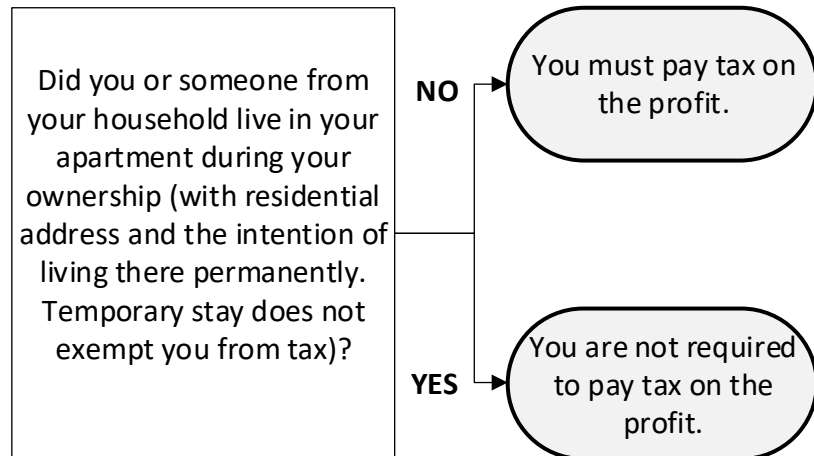 Did you or someone from
your household live in your
apartment during your
ownership (with residential
address and the intention of
living there permanently.
Temporary stay does not
exempt you from tax)?
NO
You must pay tax on
the profit.
YES
You are not required
to pay tax on the
profit.